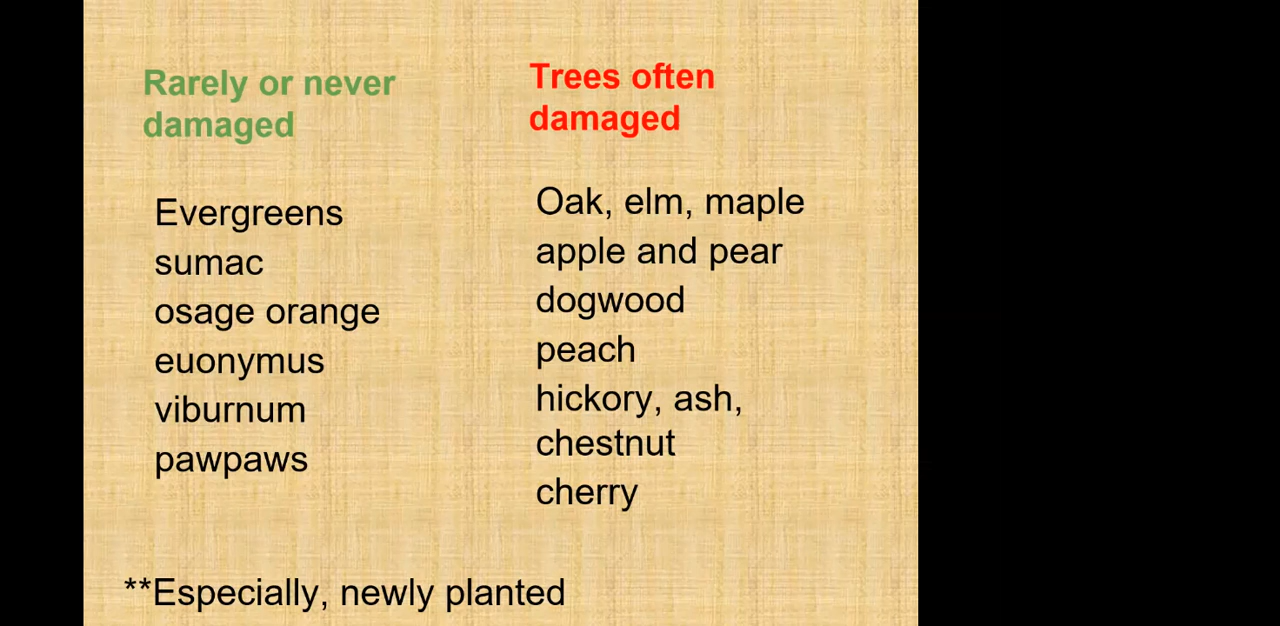 Rarely or never
damaged
Evergreens
sumac
osage orange
euonymus
viburnum
pawpaws
Trees often
damaged
Oak, elm, maple
apple and pear
dogwood
peach
hickory, ash,
chestnut
cherry
**Especially, newly planted